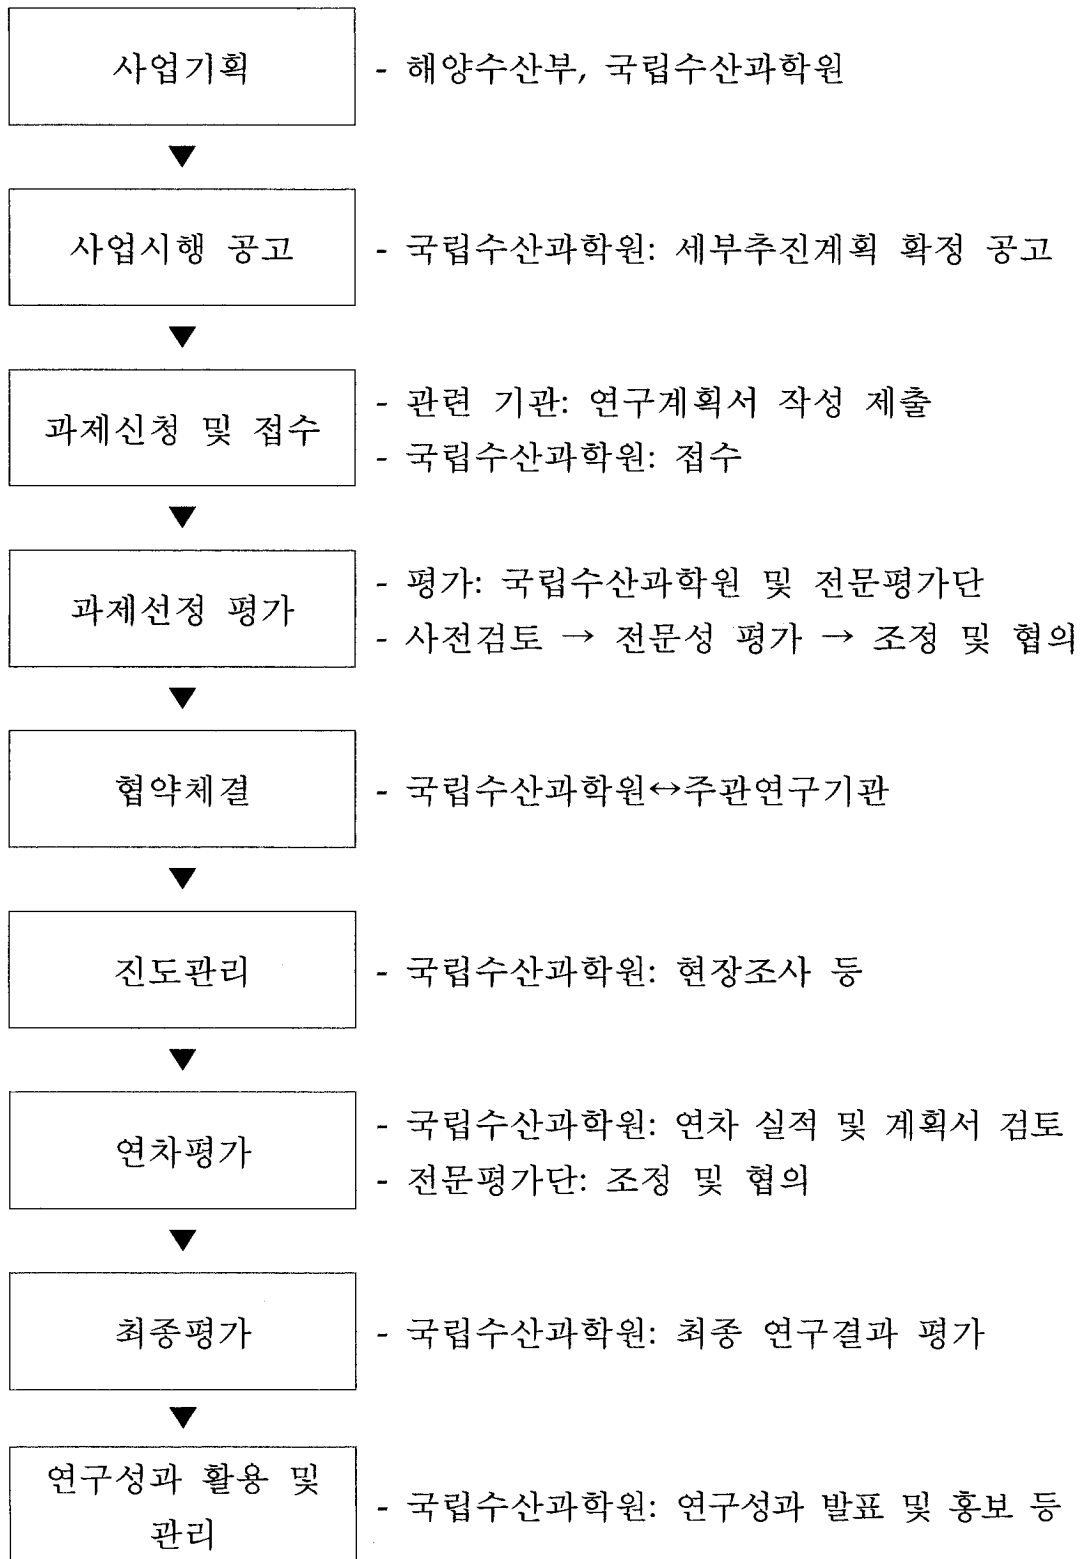 사업기획
- 해양수산부, 국립수산과학원
▼
사업시행 공고
- 국립수산과학원: 세부추진계획 확정 공고
▼
과제신청 및 접수
- 관련 기관: 연구계획서 작성 제출
- 국립수산과학원: 접수
▼
과제선정 평가
- 평가: 국립수산과학원 및 전문평가단
- 사전검토 → 전문성 평가 → 조정 및 협의
▼
협약체결
- 국립수산과학원↔주관연구기관
▼
진도관리
- 국립수산과학원: 현장조사 등
▼
연차평가
- 국립수산과학원: 연차 실적 및 계획서 검토
- 전문평가단: 조정 및 협의
▼
최종평가
- 국립수산과학원: 최종 연구결과 평가
▼
연구성과 활용 및
관리
- 국립수산과학원: 연구성과 발표 및 홍보 등